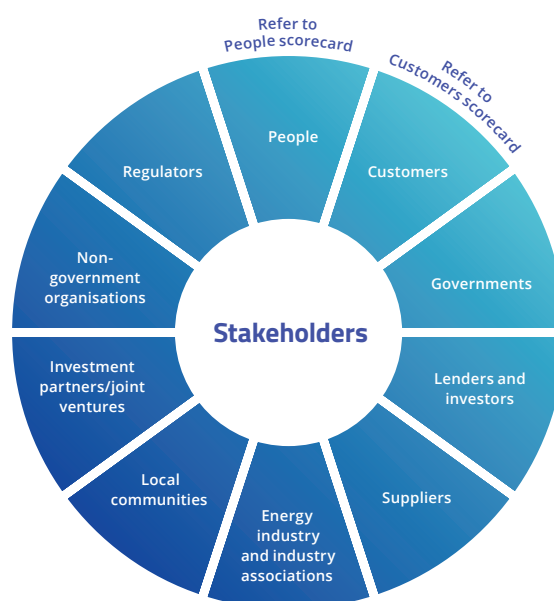 Refer to
People scorecard
Refer to
Customers scorecard
People
Customers
Governments
Lenders and
investors
Suppliers
Energy
industry
and industry
associations
Local
communities
Investment
partners/joint
ventures
Non-
government
organisations
Regulators
Stakeholders